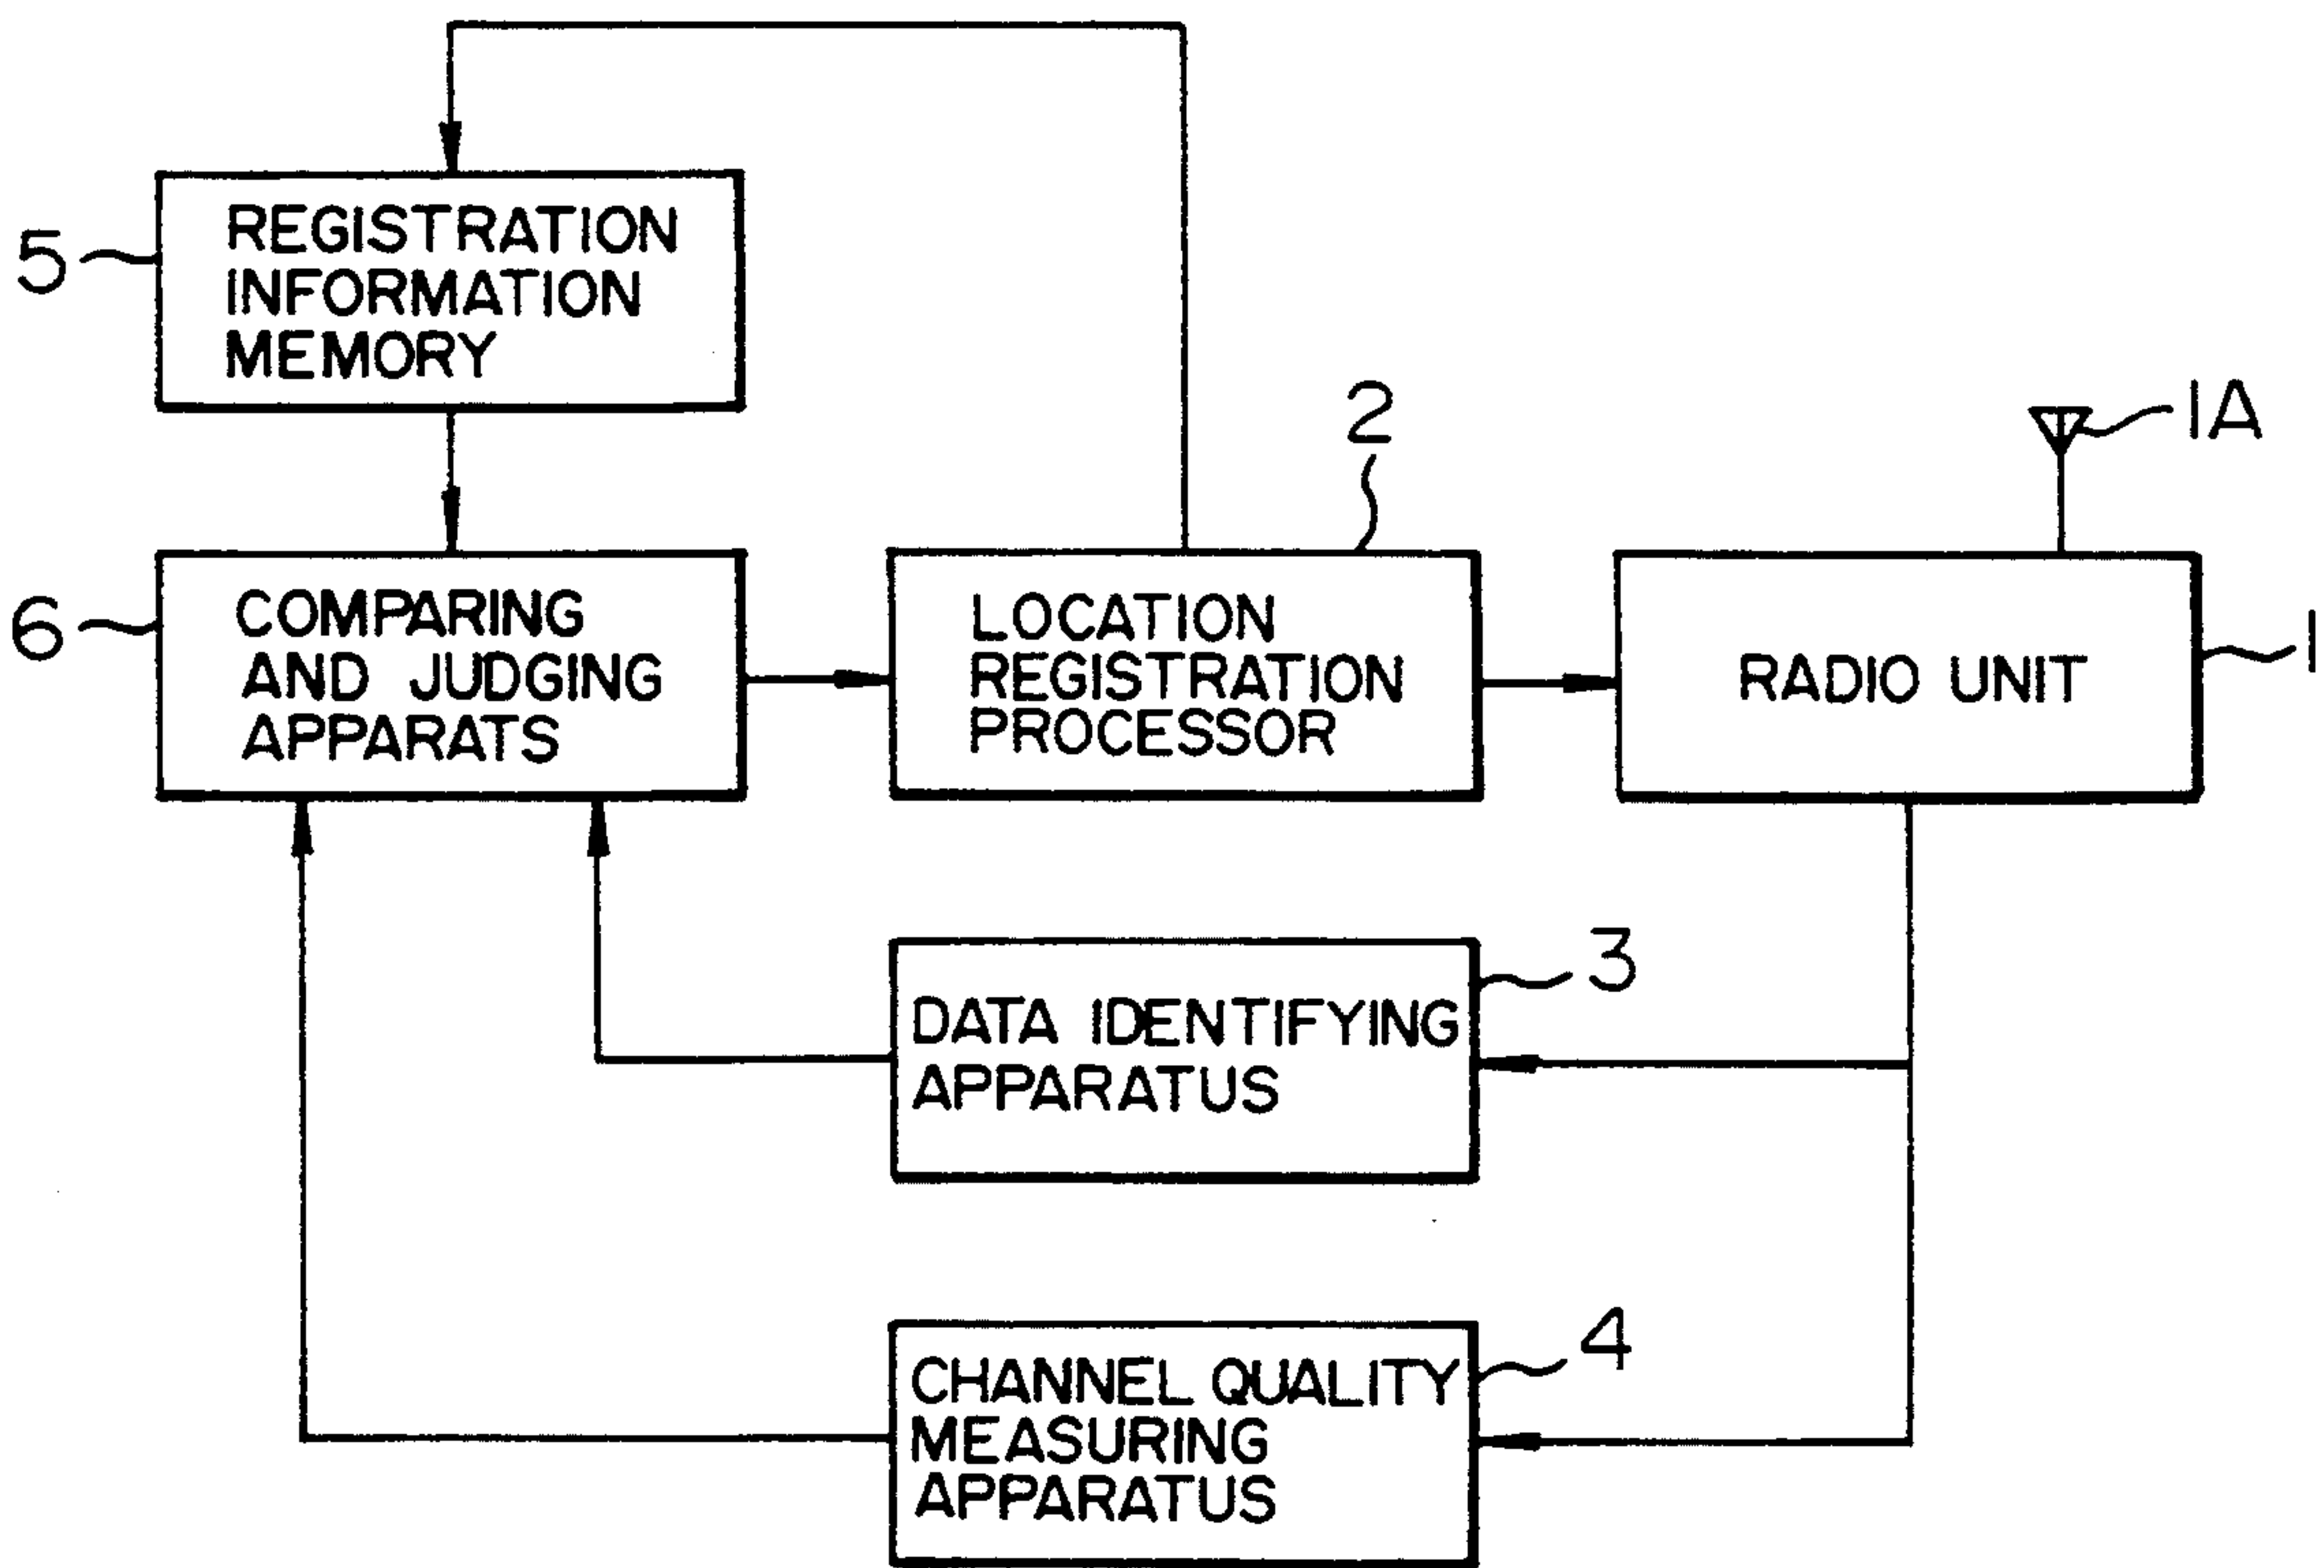 5
REGISTRATION
INFORMATION
MEMORY
2
1A
6
COMPARING
AND JUDGING
APPARATS
LOCATION
REGISTRATION
PROCESSOR
RADIO UNIT
1
3
DATA IDENTIFYING
APPARATUS
4
CHANNEL QUALITY
MEASURING
APPARATUS